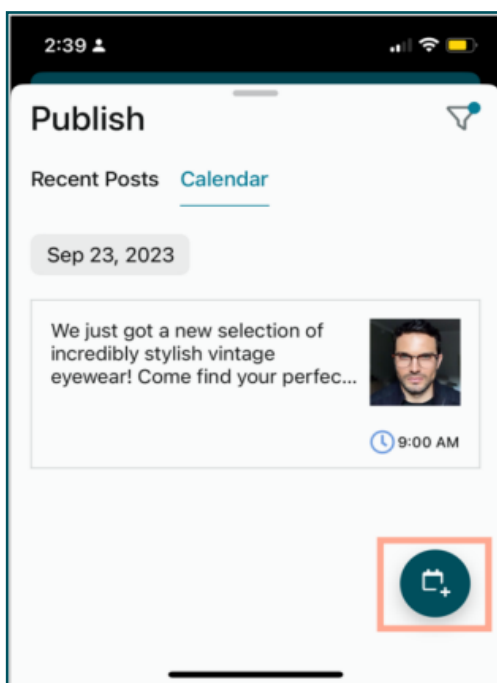 2:39
Publish
Recent Posts Calendar
Sep 23, 2023
We just got a new selection of
incredibly stylish vintage
eyewear! Come find your perfec...
9:00 AM